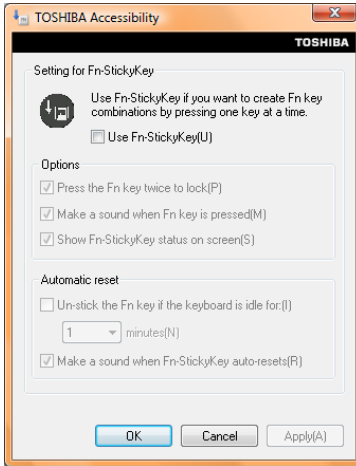 TOSHIBA Accessibility
TOSHIBA
Setting for Fn-StickyKey
Use Fn-StickyKey if you want to create Fn key
combinations by pressing one key at a time.
Use Fn-StickyKey(U)
Options
Press the Fn key twice to lock(P)
Make a sound when Fn key is pressed(M)
Show Fn-StickyKey status on screen(S)
Automatic reset
Un-stick the Fn key if the keyboard is idle for:(I)
1 minutes(N)
Make a sound when Fn-StickyKey auto-resets(R)
OK Cancel Apply(A)